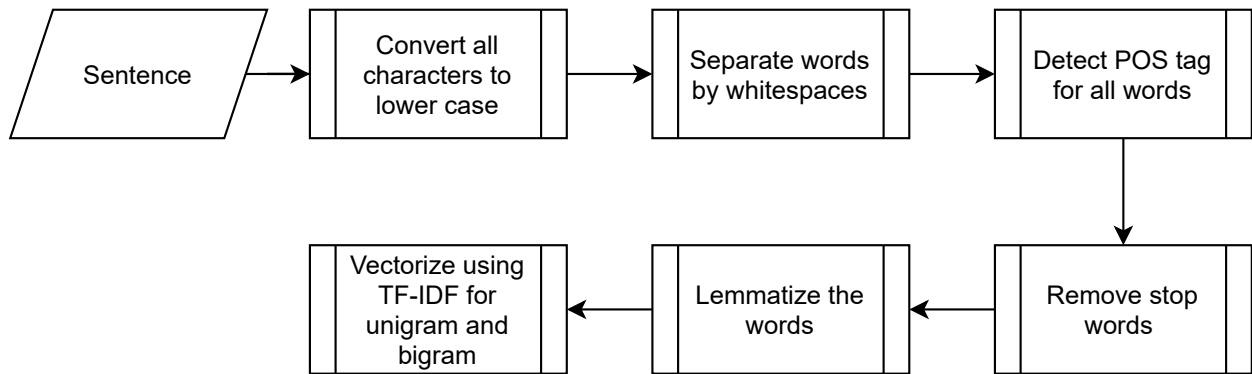 Sentence
Convert all
characters to
lower case
Separate words
by whitespaces
Detect POS tag
for all words
Remove stop
words
Lemmatize the
words
Vectorize using
TF-IDF for
unigram and
bigram